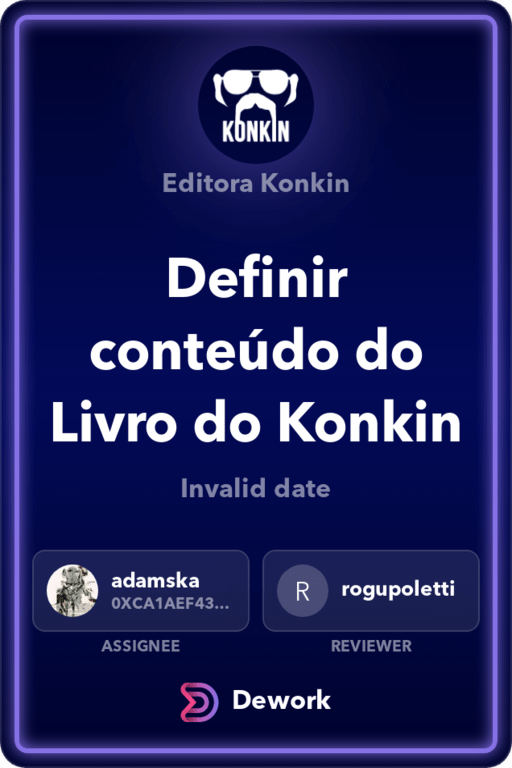 KONKIN
Editora Konkin
Definir
conteúdo do
Livro do Konkin
Invalid date
adamska
0XCA1AEF43...
R
rogupoletti
ASSIGNEE
REVIEWER
Dework